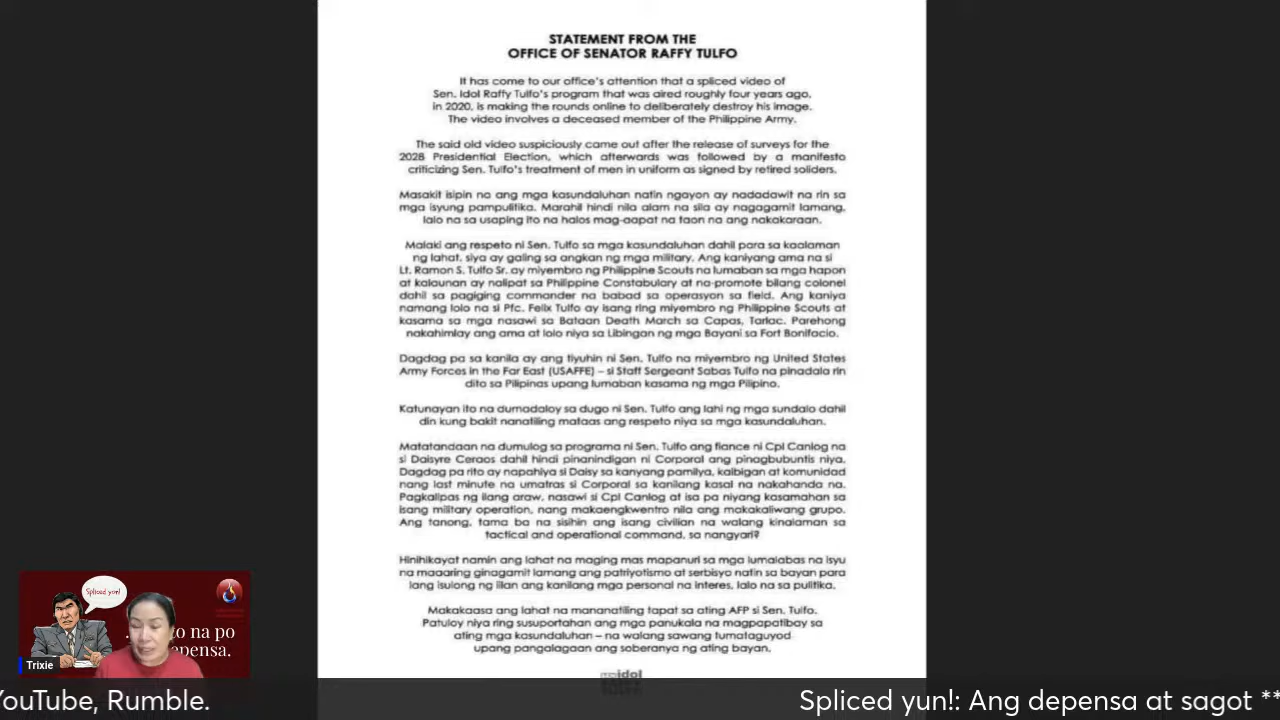 STATEMENT FROM THE
OFFICE OF SENATOR RAFFY TULFO
It has come to our office's attention that a spliced video of
Sen. Idol Raffy Tulfo's program that was aired roughly four years ago,
in 2020, is making the rounds online to deliberately destroy his image.
The video involves a deceased member of the Philippine Army.
The said old video suspiciously came out after the release of surveys for the
2028 Presidential Election, which afterwards was followed by a manifesto
criticizing Sen. Tulfo's treatment of men in uniform as signed by retired soliders.
Masakit isipin na ang mga kasundaluhan natin ngayon ay nadadawit na rin sa
mga isyung pampulitika. Marahil hindi nila alam na sila ay nagagamit lamang,
lalo na sa usaping ito na halos mag-aapat na taon na ang nakakaraan.
Malaki ang respeto ni Sen. Tulfo sa mga kasundaluhan dahil para sa kaalaman
ng lahat, siya ay galing sa angkan ng mga military. Ang kaniyang ama na si
Lt. Ramon S. Tulfo Sr. ay miyembro ng Philippine Scouts na lumaban sa mga hapon
at kalaunan ay nalipat sa Philippine Constabulary at na-promote bilang colonel
dahil sa pagiging commander na babad sa operasyon sa field. Ang kaniya
namang lolo na si Pfc. Felix Tulfo ay isang ring miyembro ng Philippine Scouts at
kasama sa mga nasawi sa Bataan Death March sa Capas, Tarlac. Parehong
nakahimlay ang ama at lolo niya sa Libingan ng mga Bayani sa Fort Bonifacio.
Dagdag pa sa kanila ay ang tiyuhin ni Sen. Tulfo na miyembro ng United States
Army Forces in the Far East (USAFFE) – si Staff Sergeant Sabas Tulfo na pinadala rin
dito sa Pilipinas upang lumaban kasama ng mga Pilipino.
Katunayan ito na dumadaloy sa dugo ni Sen. Tulfo ang lahi ng mga sundalo dahil
din kung bakit nanatiling mataas ang respeto niya sa mga kasundaluhan.
Matatandaan na dumulog sa programa ni Sen. Tulfo ang fiance ni Cpl Canlog na
si Daisyre Ceraos dahil hindi pinanindigan ni Corporal ang pinagbubuntis niya.
Dagdag pa rito ay napahiya si Daisy sa kanyang pamilya, kaibigan at komunidad
nang last minute na umatras si Corporal sa kanilang kasal na nakahanda na.
Pagkalipas ng ilang araw, nasawi si Cpl Canlog at isa pa niyang kasamahan sa
isang military operation, nang makaengkwentro nila ang makakaliwang grupo.
Ang tanong, tama ba na sisihin ang isang civilian na walang kinalaman sa
tactical and operational command, sa nangyari?
Hinihikayat namin ang lahat na maging mas mapanuri sa mga lumalabas na isyu
na maaaring ginagamit lamang ang patriyotismo at serbisyo natin sa bayan para
lang isulong ng iilan ang kanilang mga personal na interes, lalo na sa pulitika.
Makakaasa ang lahat na mananatiling tapat sa ating AFP si Sen. Tulfo.
Patuloy niya ring susuportahan ang mga panukala na magpapatibay sa
ating mga kasundaluhan – na walang sawang tumataguyod
upang pangalagaan ang soberanya ng ating bayan.
idol
Spliced yun!
to na po
depensa.
Trixie
YouTube, Rumble.
Spliced yun!: Ang depensa at sagot **